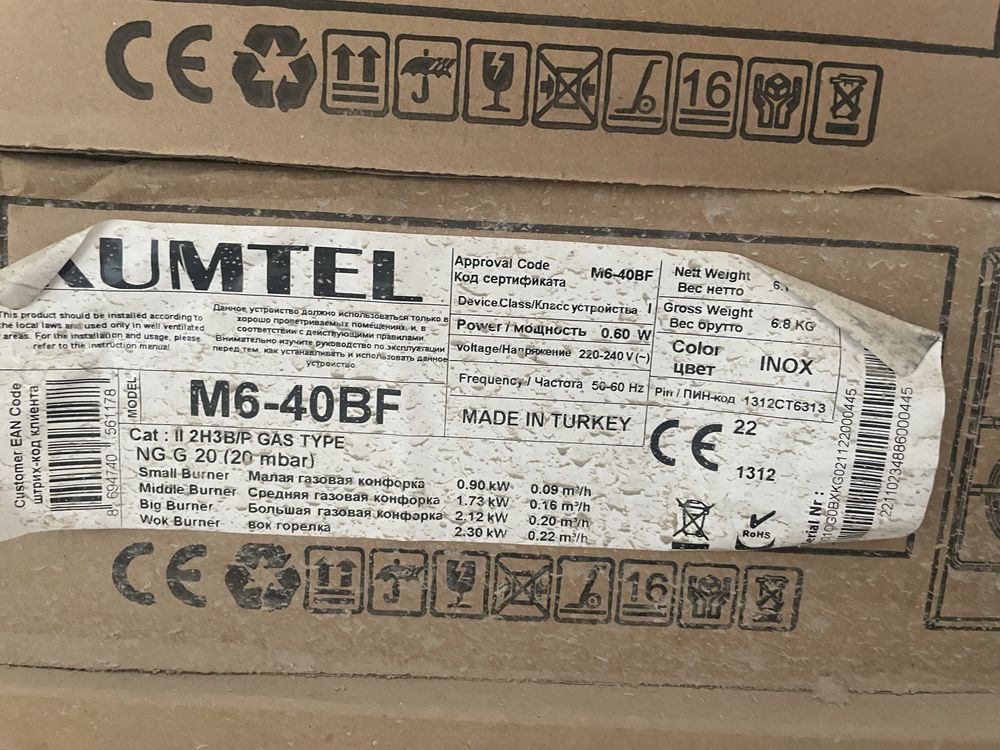 CE
16
KUMTEL
This product should be installed according to
the local laws and used only in well ventilated
areas. For the installation and usage, please
refer to the instruction manual.
Данное устройство должно использоваться только в
хорошо проветриваемых помещениях, и, в
соответствии с действующими правилами.
Внимательно изучите руководство по эксплуатации
перед тем, как устанавливать и использовать данное
устройство.
Approval Code
Код сертификата
M6-40BF
Device.Class/Класс устройства I
Power / мощность 0.60 W
voltage/Напряжение 220-240 V (~)
Frequency / Частота 50-60 Hz
MADE IN TURKEY
Nett Weight
Вес нетто
Gross Weight
Вес брутто
6.8 KG
Color
цвет
INOX
Pin / ПИН-код 1312CT6313
CE
22
1312
RoHS
Customer EAN Code
штрих-код клиента
8 694740 561178
MODEL
M6-40BF
Cat : II 2H3B/P GAS TYPE
NG G 20 (20 mbar)
Small Burner Малая газовая конфорка 0.90 kW 0.09 m³/h
Middle Burner Средняя газовая конфорка 1.73 kW 0.16 m³/h
Big Burner Большая газовая конфорка 2.12 kW 0.20 m³/h
Wok Burner вок горелка 2.30 kW 0.22 m³/h
erial Nr :
22110234886000445
CE
16